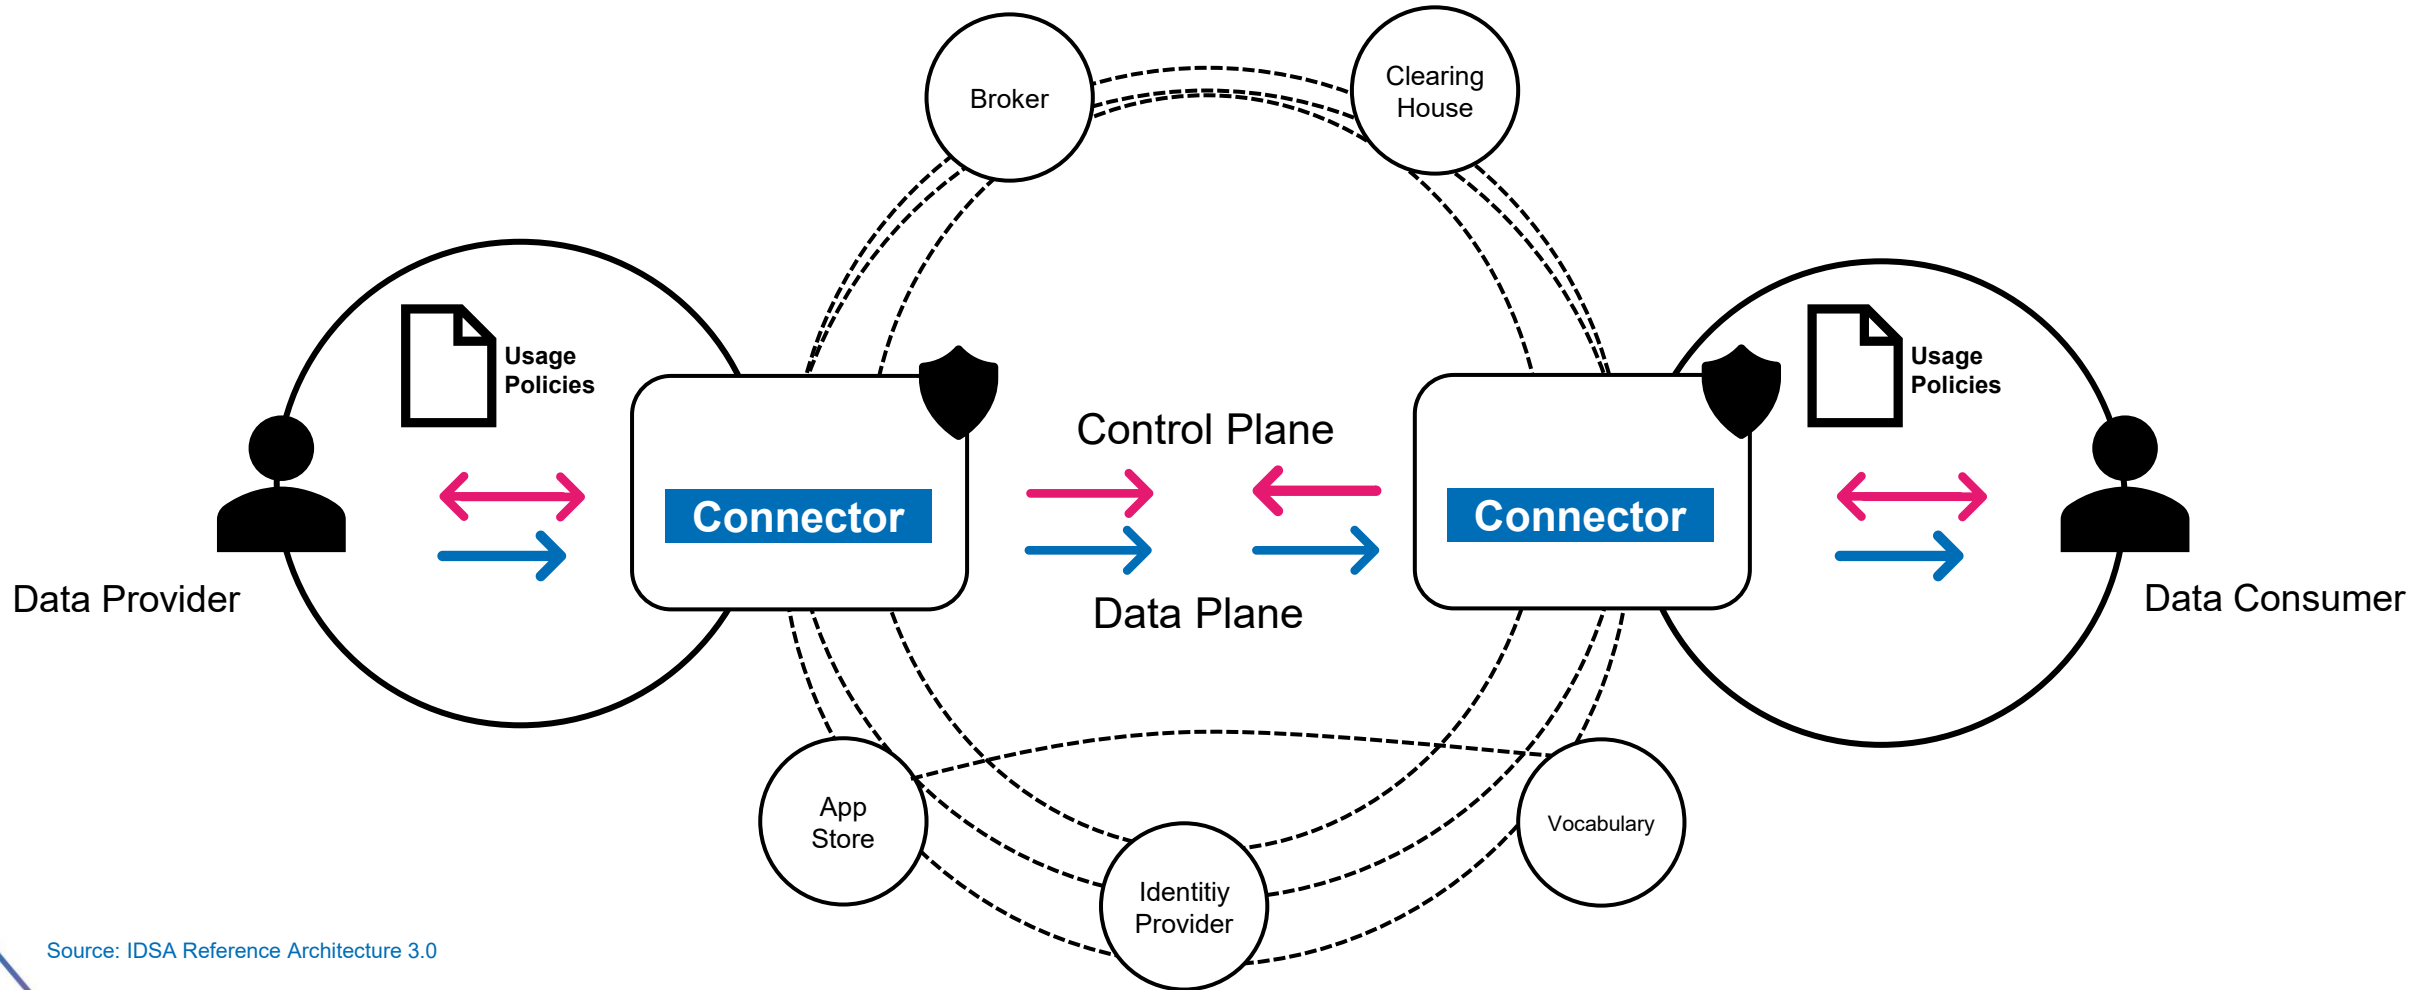 Broker
Clearing
House
Usage
Policies
Usage
Policies
Control Plane
Connector
Connector
Data Provider
Data Plane
Data Consumer
App
Store
Vocabulary
Identitiy
Provider
Source: IDSA Reference Architecture 3.0